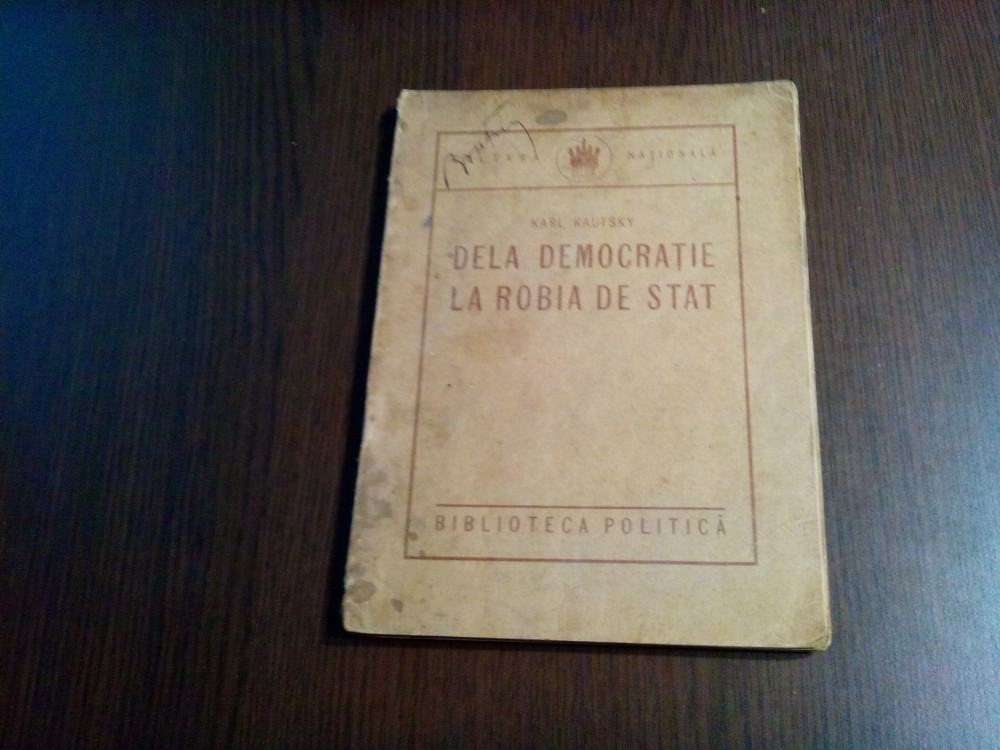 NAȚIONALĂ
KARL KAUTSKY
DELA DEMOCRAȚIE
LA ROBIA DE STAT
BIBLIOTECA POLITICĂ